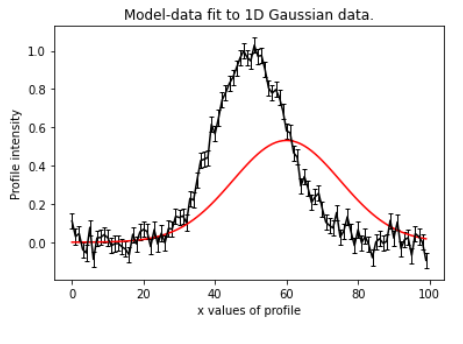 Model-data fit to 1D Gaussian data.
Profile intensity
1.0
0.8
0.6
0.4
0.2
0.0
0 20 40 60 80 100
x values of profile